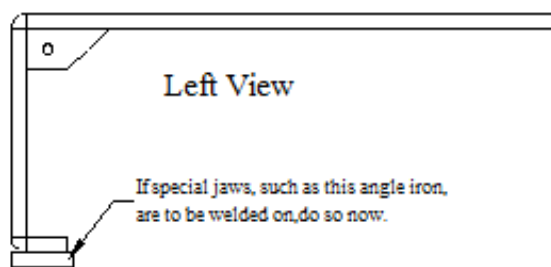 Left View
If special jaws, such as this angle iron,
are to be welded on,do so now.